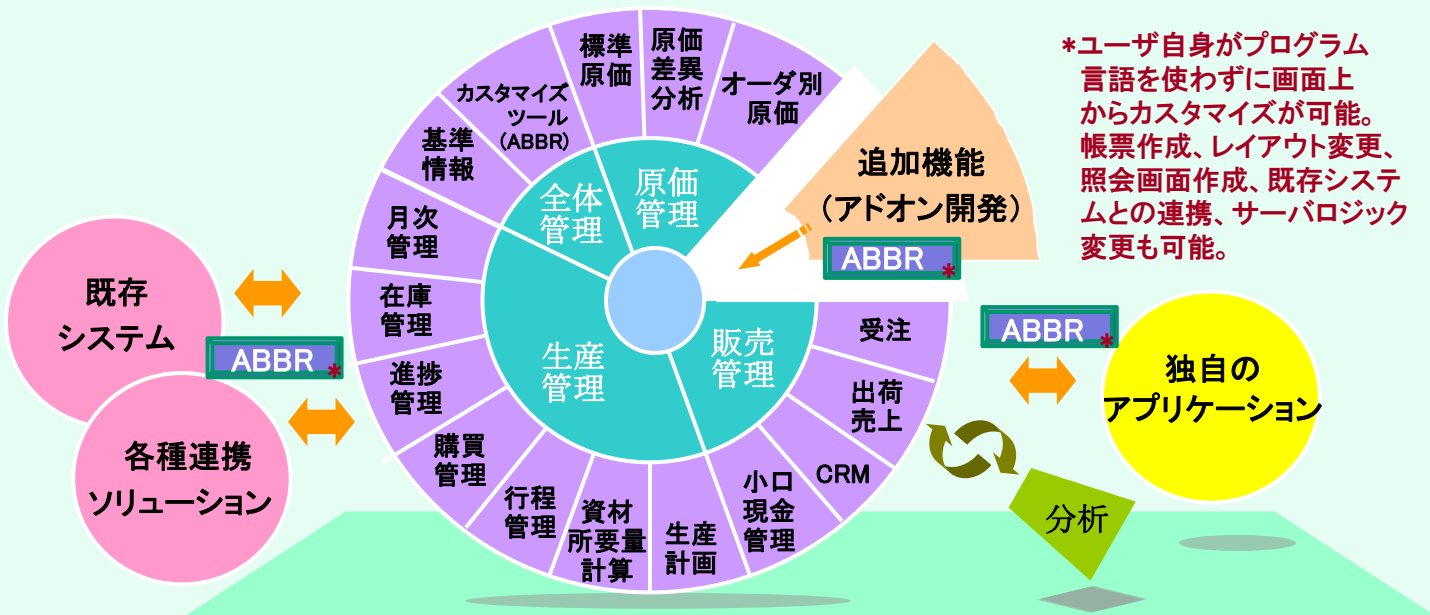 標準
原価
原価
差異
分析
オーダ別
原価
カスタマイズ
ツール
(ABBR)
基準
情報
月次
管理
在庫
管理
進捗
管理
購買
管理
行程
管理
資材
所要量
計算
生産
計画
小口
現金
管理
CRM
出荷
売上
受注
全体
管理
原価
管理
生産
管理
販売
管理
追加機能
（アドオン開発）
ABBR*
*ユーザ自身がプログラム
言語を使わずに画面上
からカスタマイズが可能。
帳票作成、レイアウト変更、
照会画面作成、既存システ
ムとの連携、サーバロジック
変更も可能。
既存
システム
ABBR*
各種連携
ソリューション
ABBR*
独自の
アプリケーション
分析